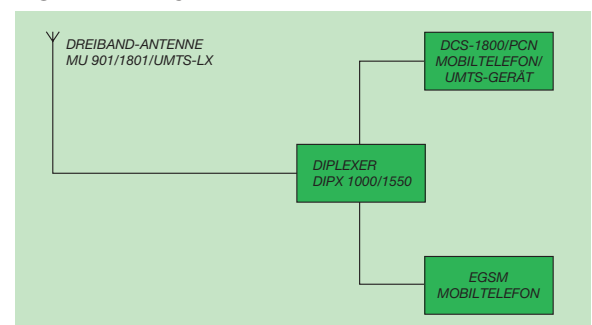 DREIBAND-ANTENNE
MU 901/1801/UMTS-LX
DCS-1800/PCN
MOBILTELEFON/
UMTS-GERÄT
DIPLEXER
DIPX 1000/1550
EGSM
MOBILTELEFON